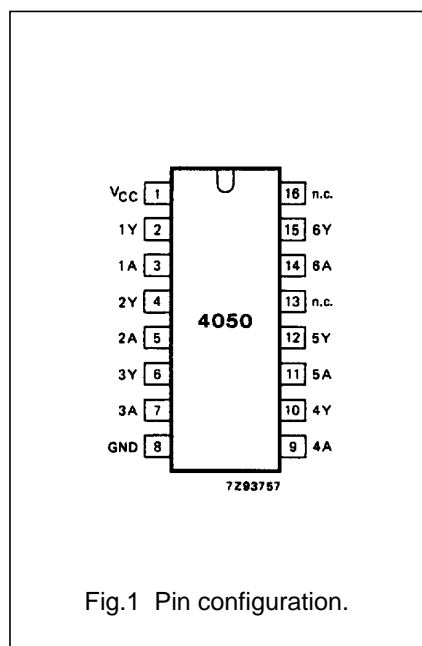 VCC 1 16 n.c.
1Y 2 15 6Y
1A 3 14 6A
2Y 4 13 n.c.
4050
2A 5 12 5Y
3Y 6 11 5A
3A 7 10 4Y
GND 8 9 4A
7Z93757
Fig.1 Pin configuration.